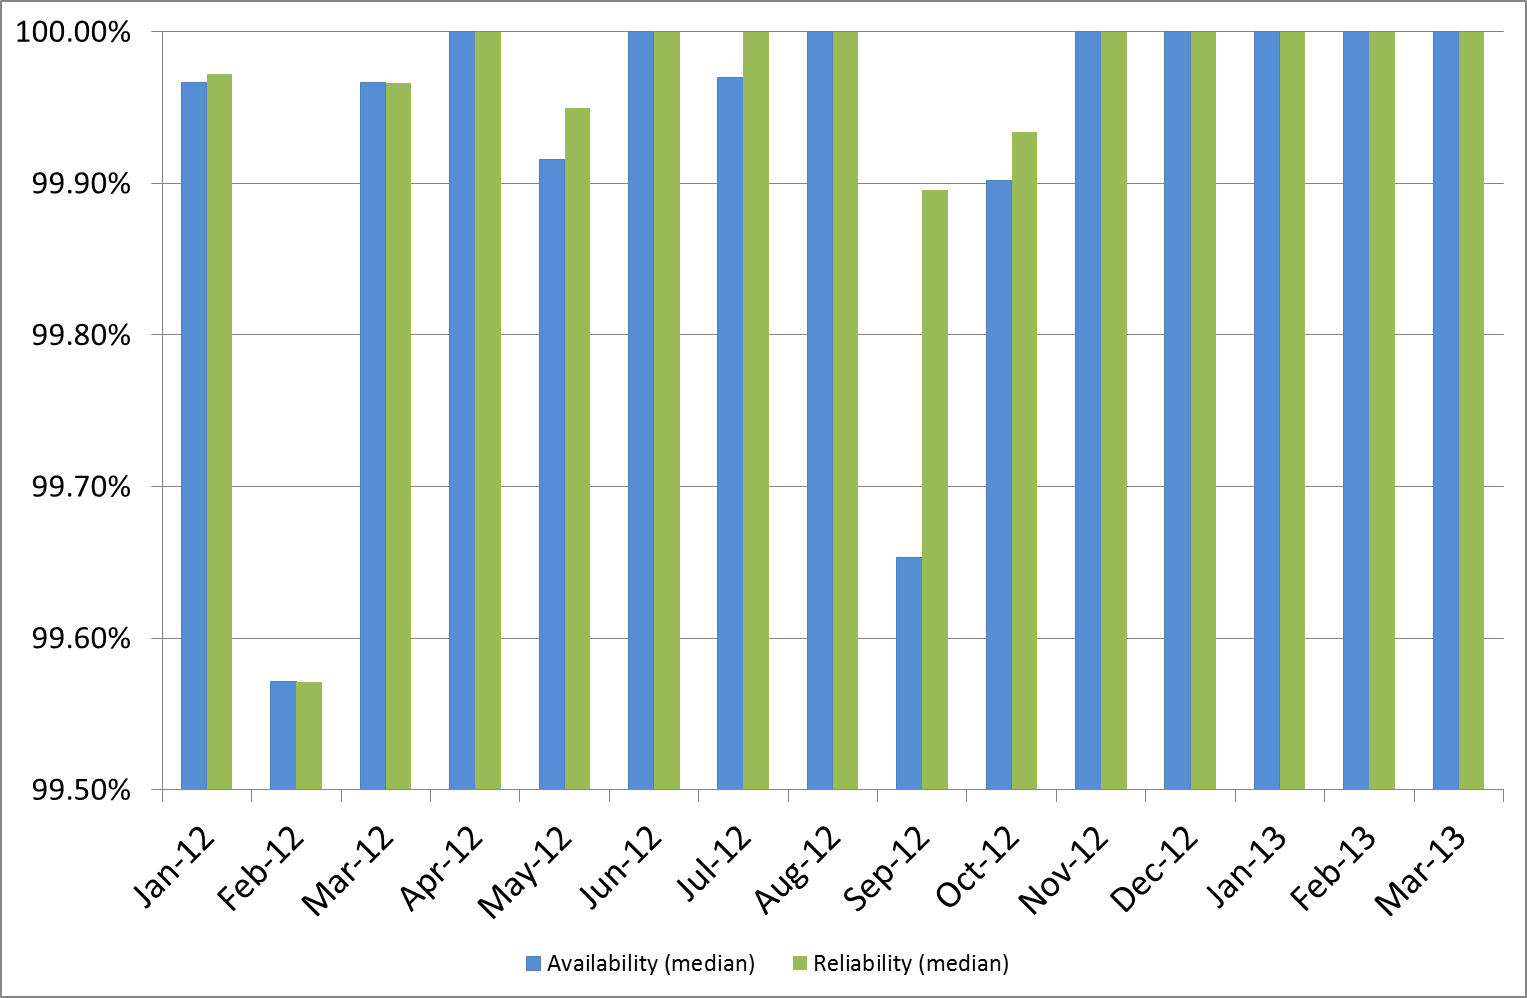 100.00%
99.90%
99.80%
99.70%
99.60%
99.50%
Jan-12
Feb-12
Mar-12
Apr-12
May-12
Jun-12
Jul-12
Aug-12
Sep-12
Oct-12
Nov-12
Dec-12
Jan-13
Feb-13
Mar-13
Availability (median)
Reliability (median)